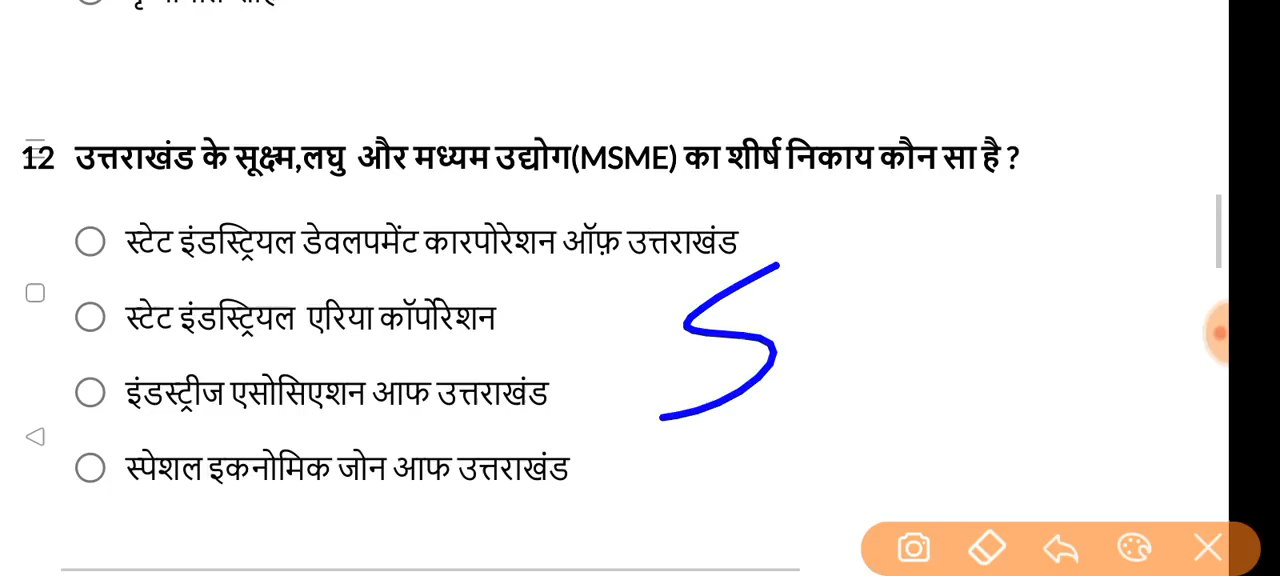 12 उत्तराखंड के सूक्ष्म,लघु और मध्यम उद्योग(MSME) का शीर्ष निकाय कौन सा है ?
स्टेट इंडस्ट्रियल डेवलपमेंट कारपोरेशन ऑफ़ उत्तराखंड
स्टेट इंडस्ट्रियल एरिया कॉर्पोरेशन
इंडस्ट्रीज एसोसिएशन आफ उत्तराखंड
स्पेशल इकनोमिक जोन आफ उत्तराखंड
S